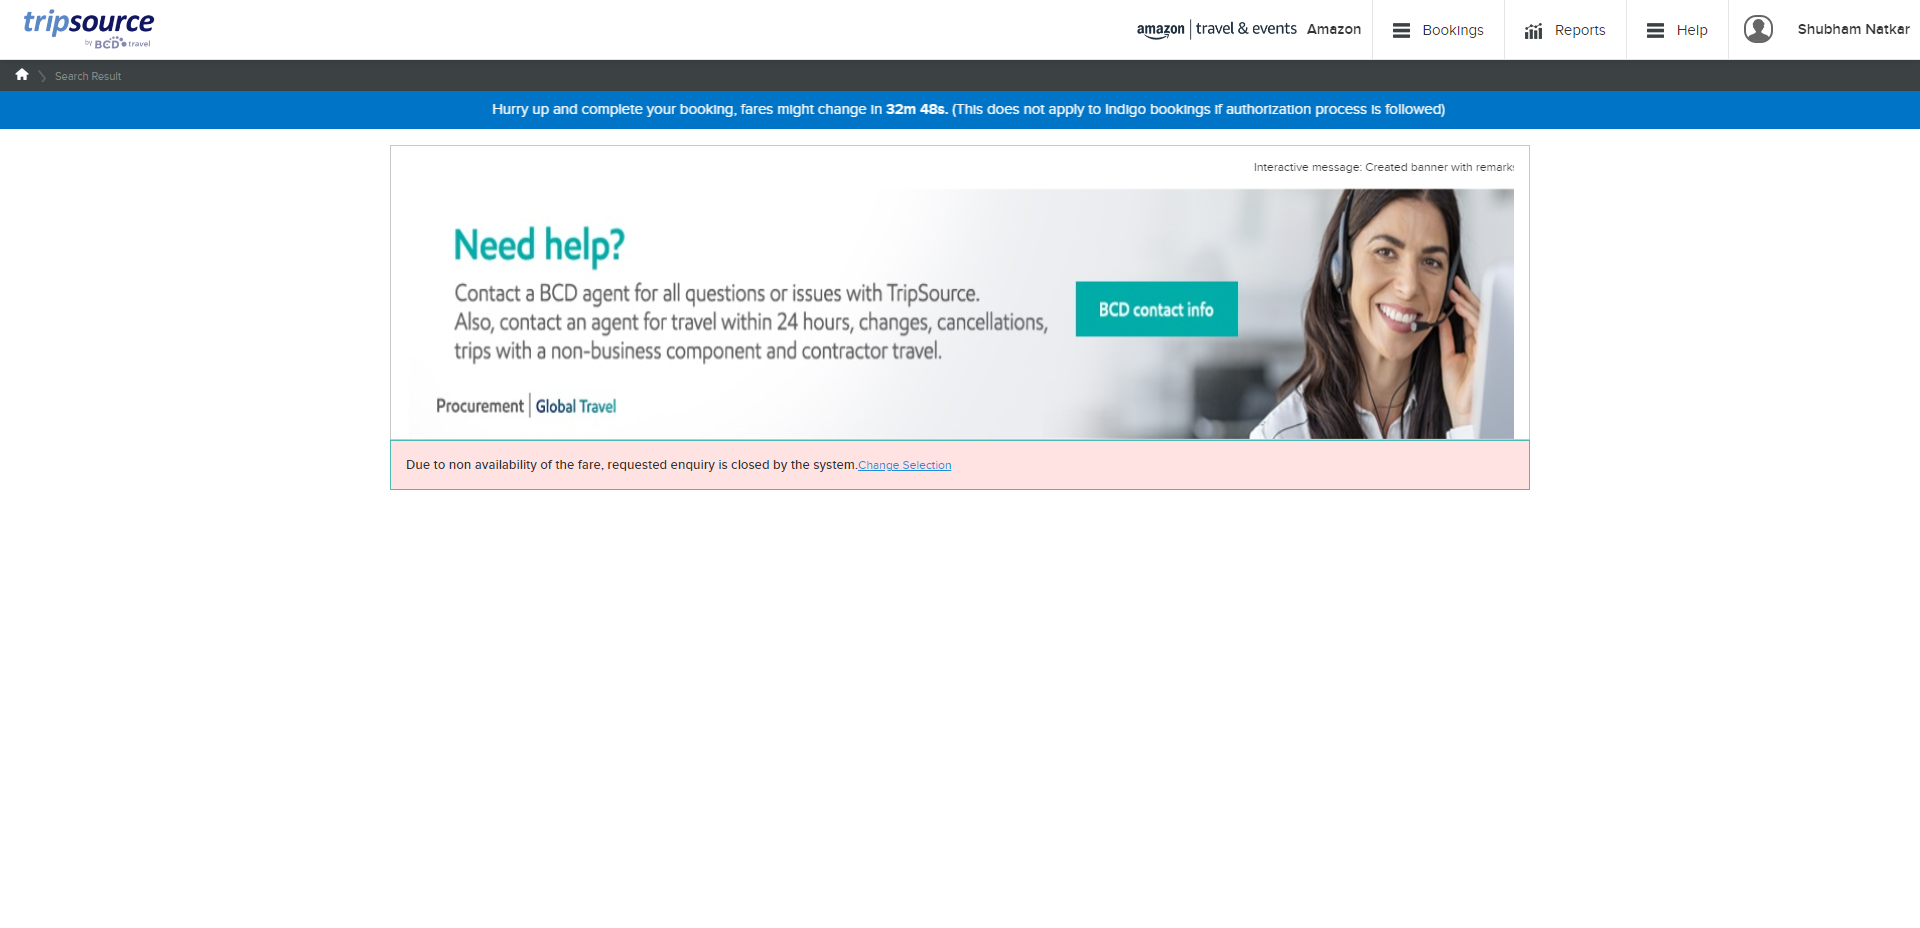 tripsource
by BCD travel
amazon | travel & events Amazon
Bookings
Reports
Help
Shubham Natkar
Search Result
Hurry up and complete your booking, fares might change in 32m 48s. (This does not apply to Indigo bookings if authorization process is followed)
Interactive message: Created banner with remarks
Need help?
Contact a BCD agent for all questions or issues with TripSource.
Also, contact an agent for travel within 24 hours, changes, cancellations,
trips with a non-business component and contractor travel.
BCD contact info
Procurement | Global Travel
Due to non availability of the fare, requested enquiry is closed by the system.Change Selection